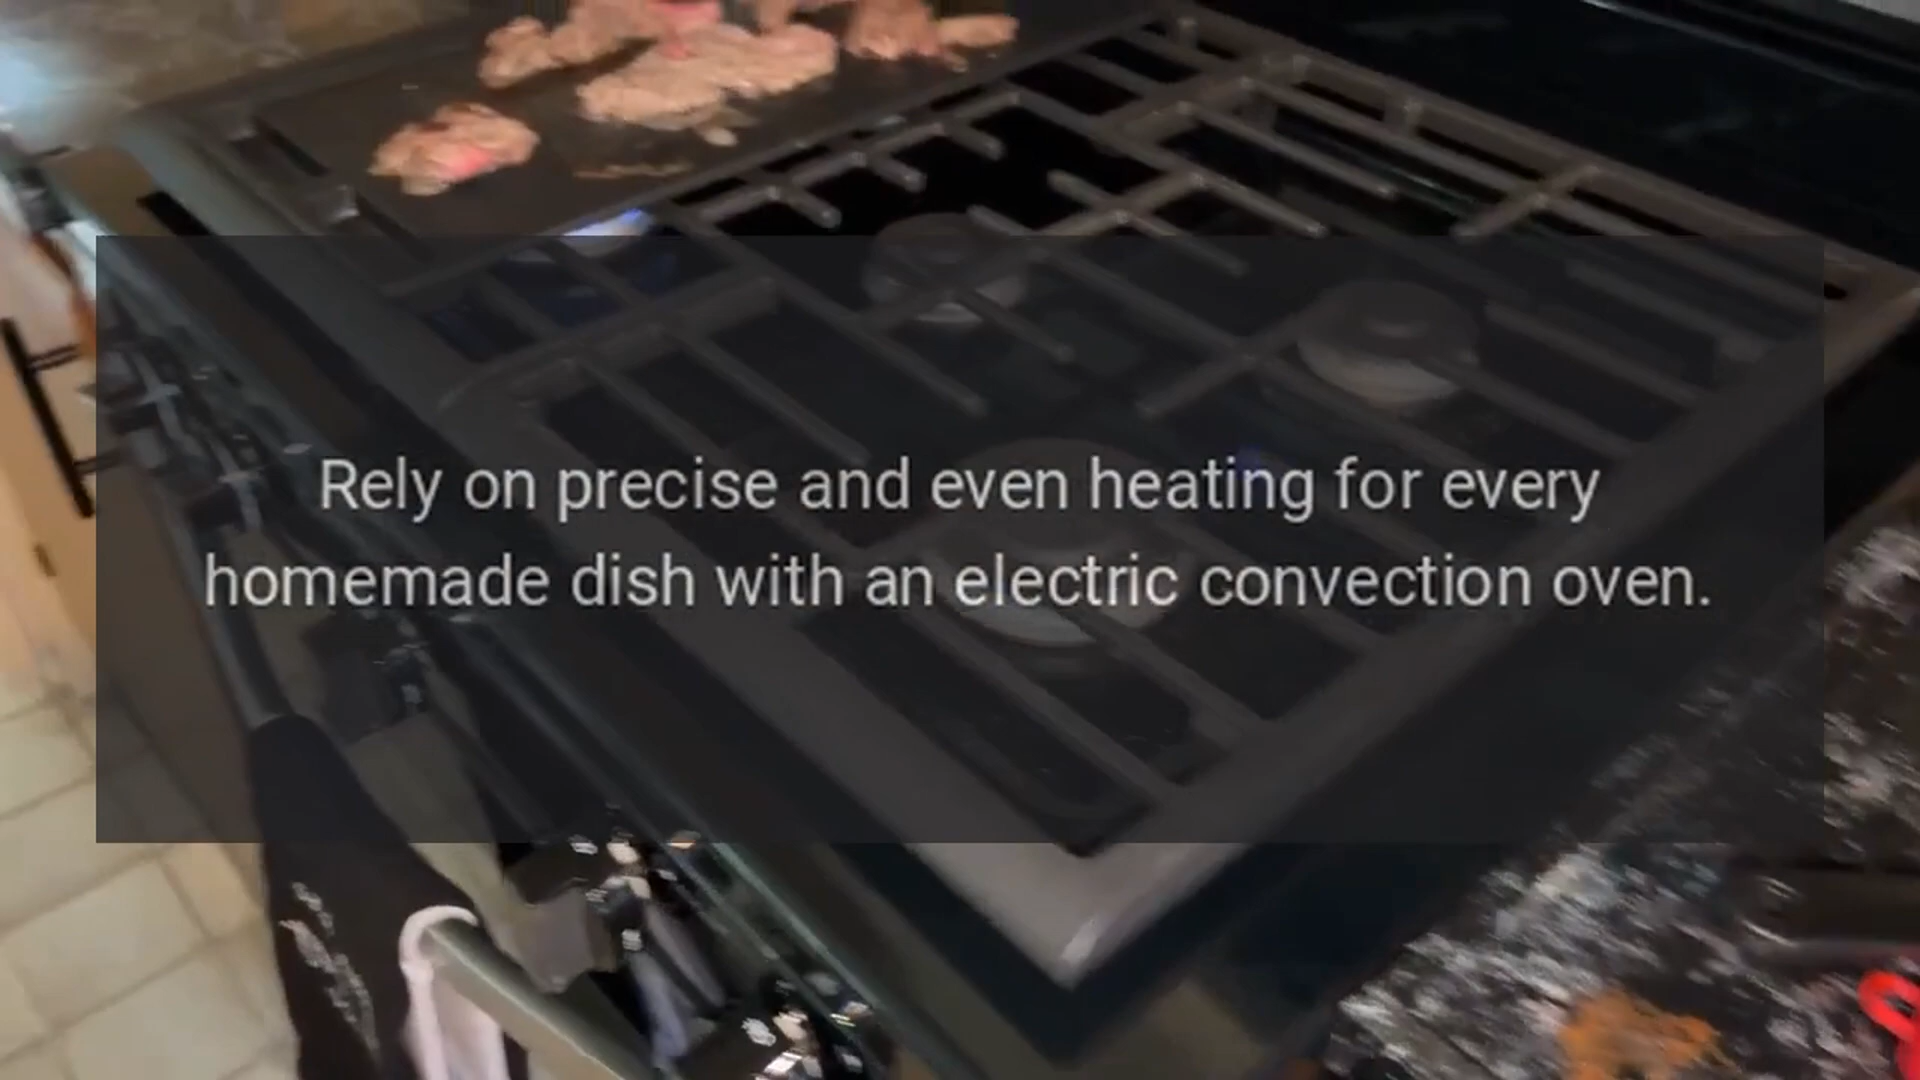 Rely on precise and even heating for every
homemade dish with an electric convection oven.